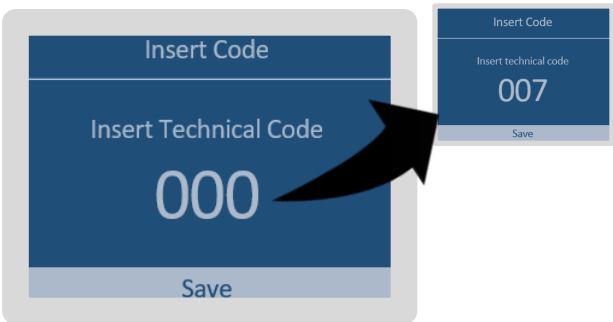 Insert Code
Insert Technical Code
000
Save
Insert Code
Insert technical code
007
Save